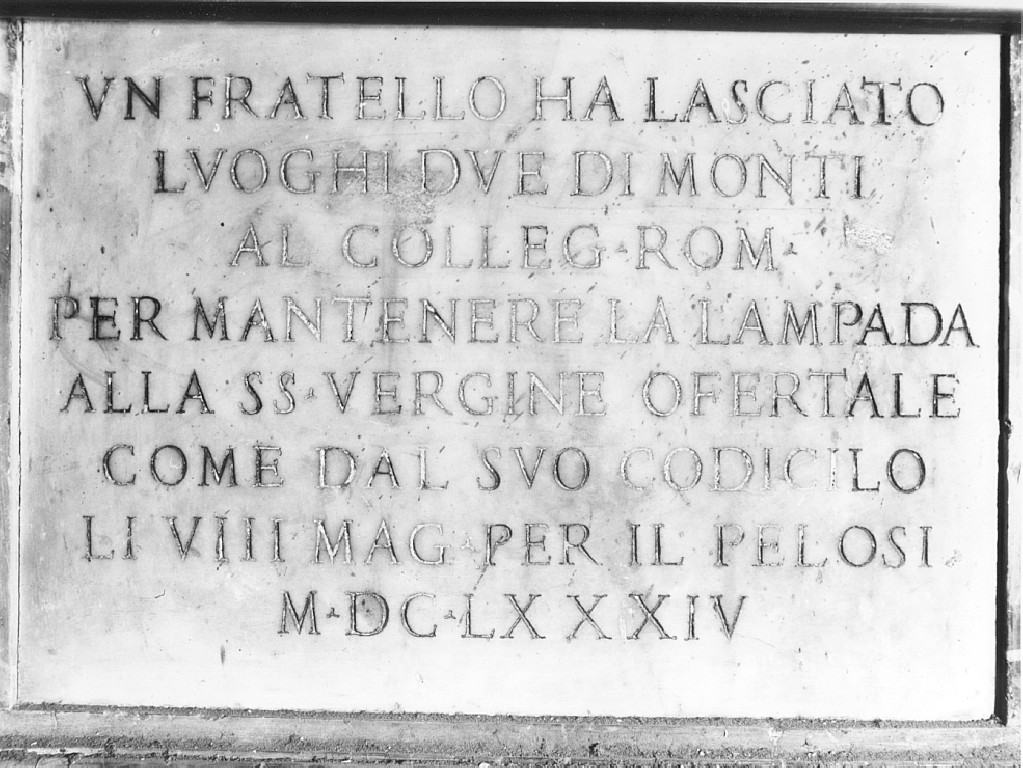 VN FRATELLO HA LASCIATO
LVOGHI DVE DI MONTI
AL COLLEG·ROM·
PER MANTENERE LA LAMPADA
ALLA SS·VERGINE OFERTALE
COME DAL SVO CODICILO
LI VIII MAG·PER IL PELOSI
M·DC·LXXXIV